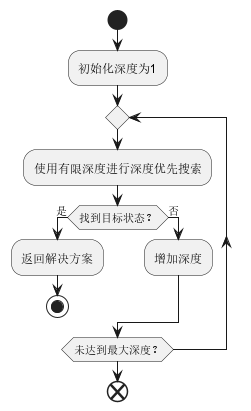 初始化深度为1
使用有限深度进行深度优先搜索
找到目标状态？
是
否
返回解决方案
增加深度
未达到最大深度？